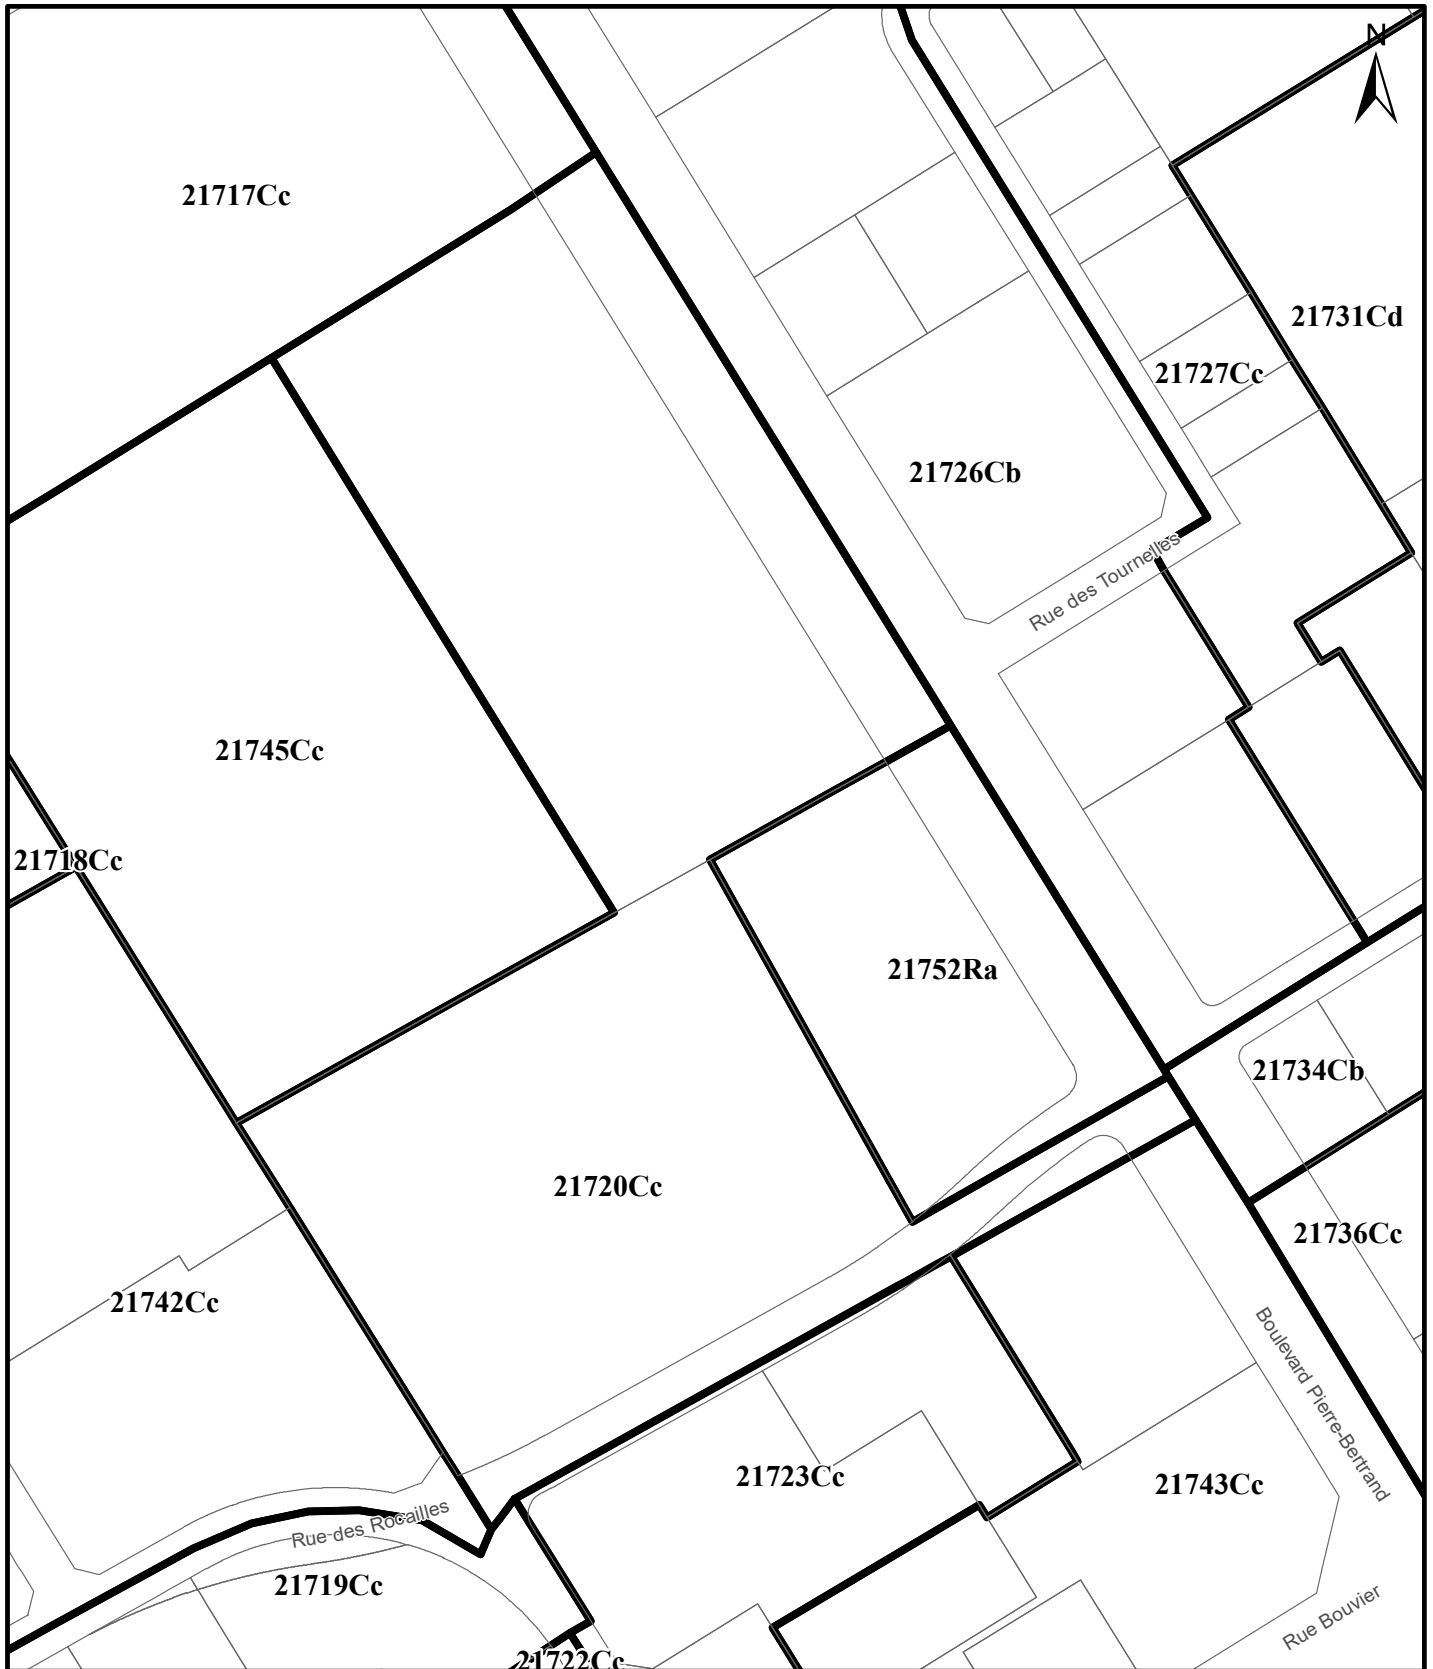 N
21717Cc
21731Cd
21727Cc
21726Cb
Rue des Tournelles
21745Cc
21718Cc
21752Ra
21734Cb
21720Cc
21736Cc
21742Cc
Boulevard Pierre-Bertrand
21723Cc
21743Cc
Rue des Rocailles
21719Cc
Rue Bouvier
21722Cc